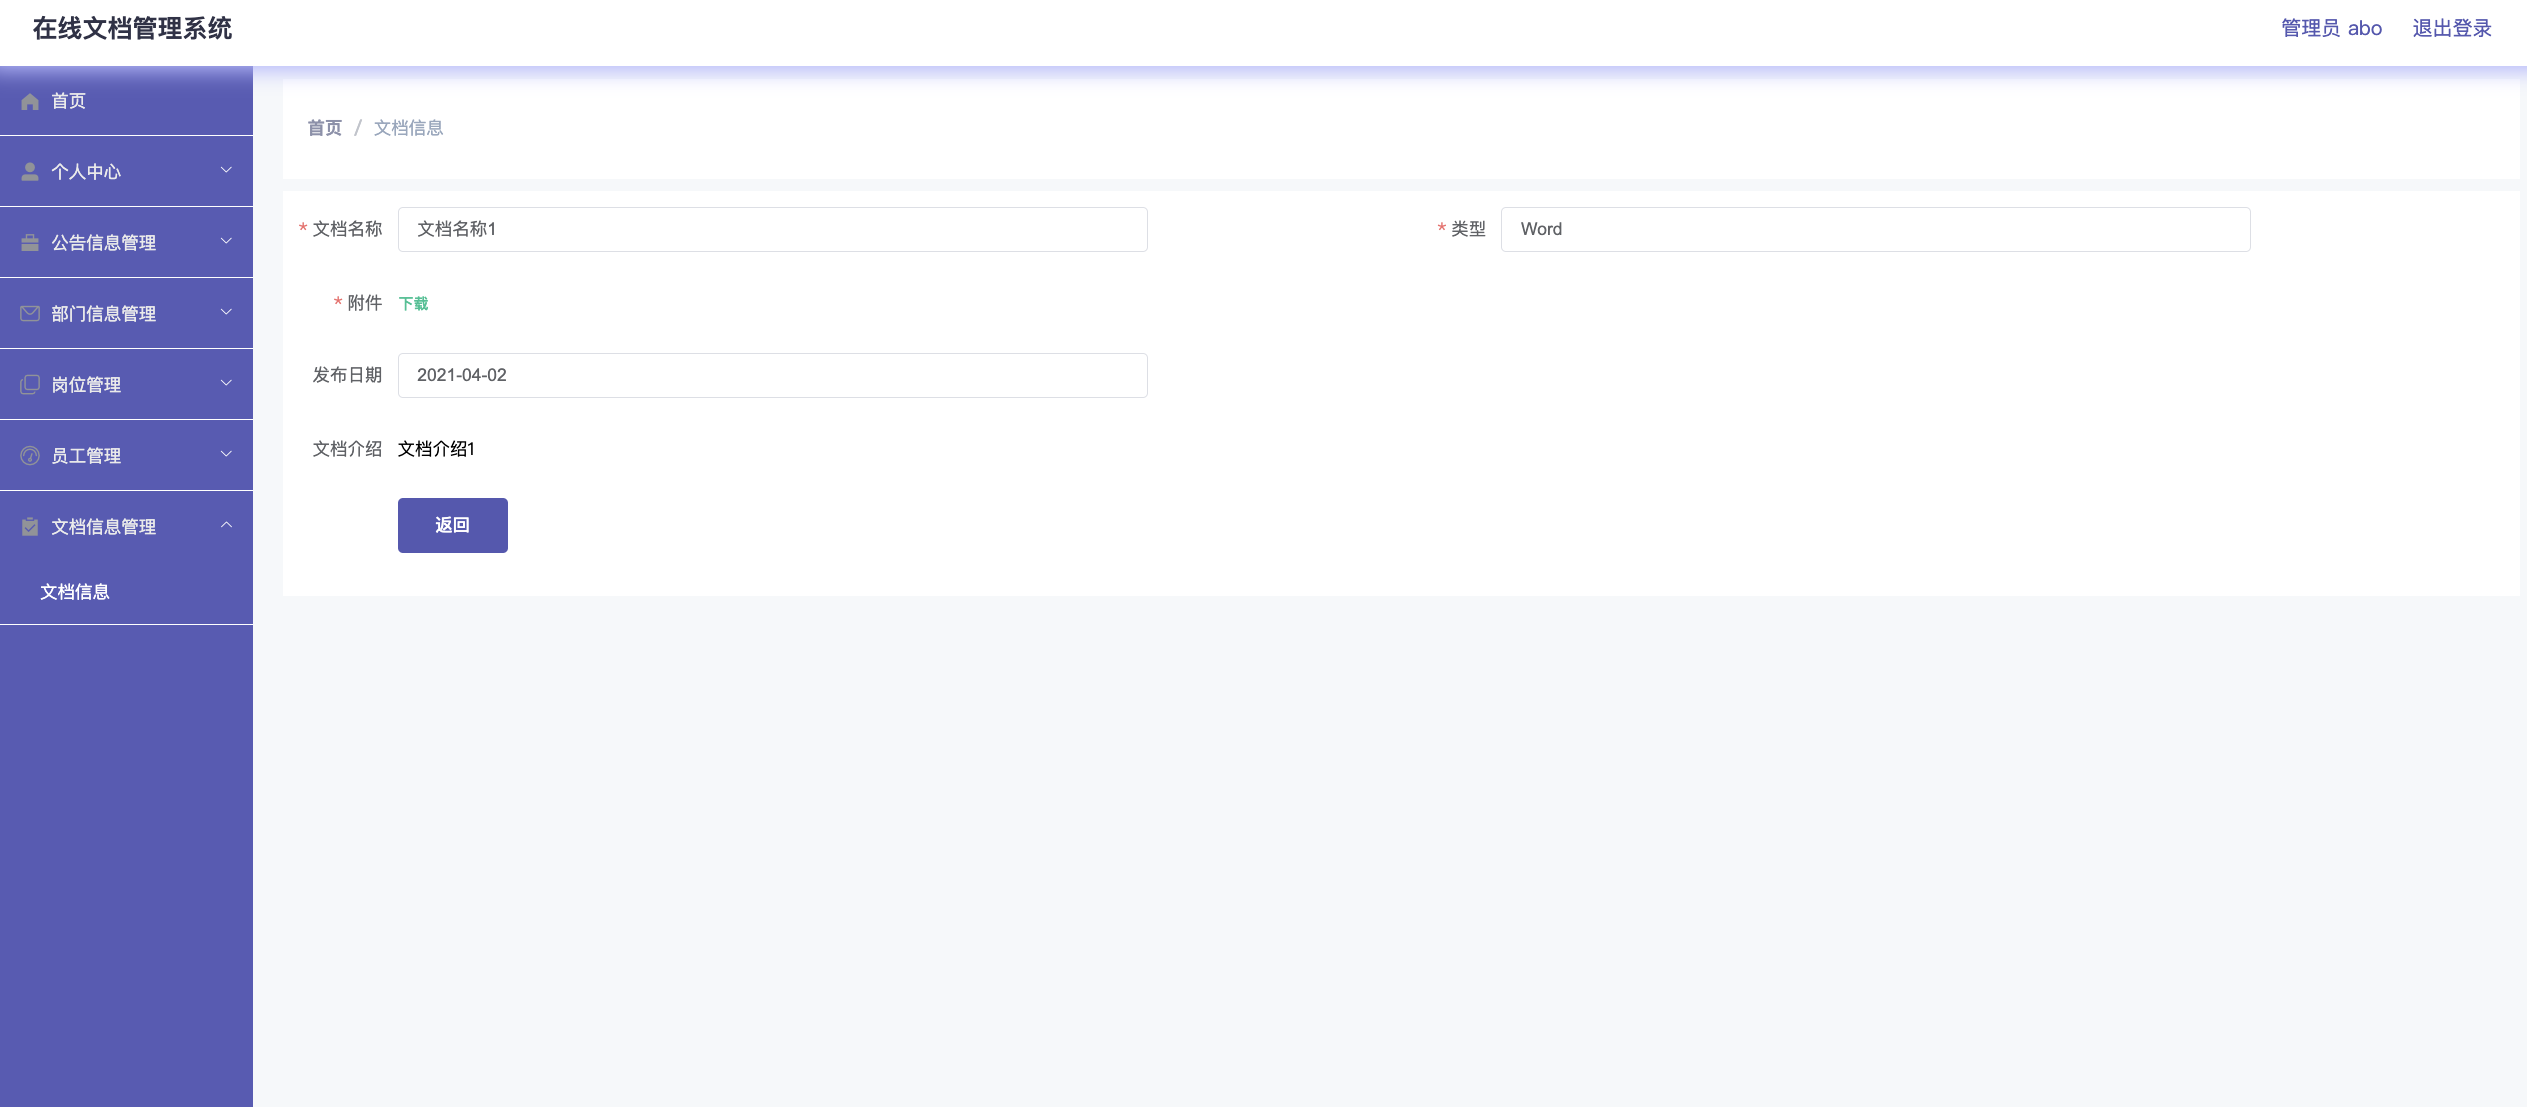 在线文档管理系统
管理员 abo
退出登录
首页
个人中心
公告信息管理
部门信息管理
岗位管理
员工管理
文档信息管理
文档信息
首页 / 文档信息
* 文档名称 文档名称1
* 类型 Word
* 附件 下载
发布日期 2021-04-02
文档介绍 文档介绍1
返回